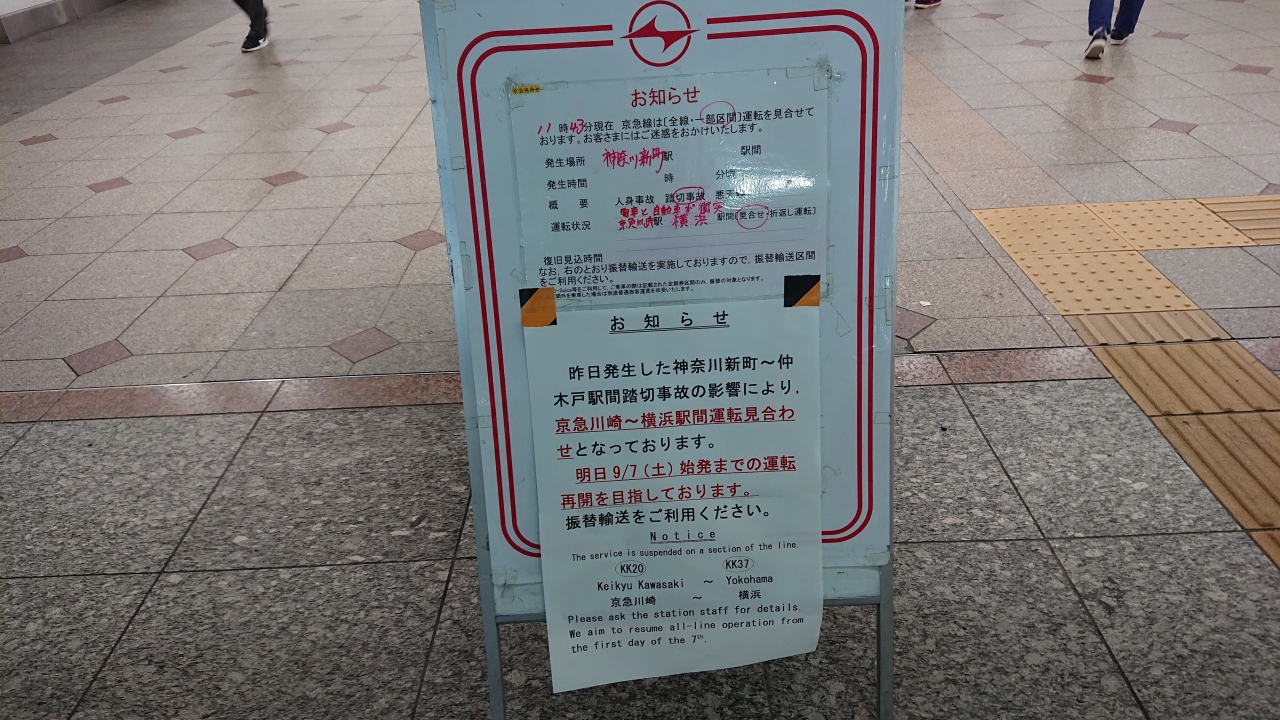 お知らせ
11時43分現在 京急線は〔全線・一部区間〕運転を見合せて
おります。お客さまにはご迷惑をおかけいたします。
発生場所 神奈川新町駅 駅間
発生時間 時 分頃
概 要 人身事故 踏切事故 悪天
電車と自動車が衝突
運転状況 京急川崎駅 横浜 駅間〔見合せ・折返し運転〕
復旧見込時間
なお、右のとおり振替輸送を実施しておりますので、振替輸送区間
をご利用ください。
お 知 ら せ
昨日発生した神奈川新町～仲
木戸駅間踏切事故の影響により,
京急川崎～横浜駅間運転見合わ
せとなっております。
明日 9/7 (土) 始発までの運転
再開を目指しております。
振替輸送をご利用ください。
Notice
The service is suspended on a section of the line.
KK20 KK37
Keikyu Kawasaki ～ Yokohama
京急川崎 ～ 横浜
Please ask the station staff for details.
We aim to resume all-line operation from
the first day of the 7th.